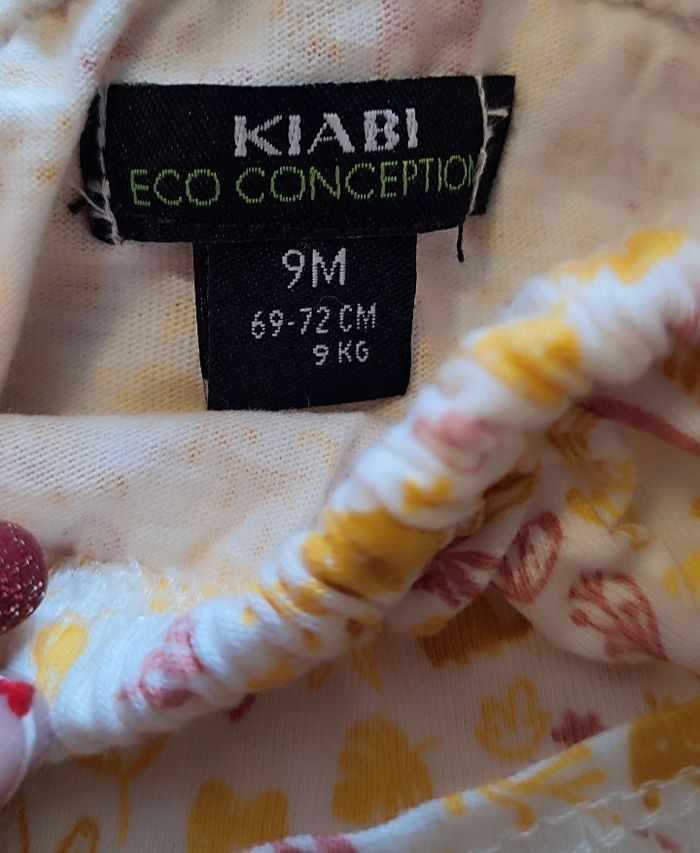 KIABI
ECO CONCEPTION
9M
69-72 CM
9 KG